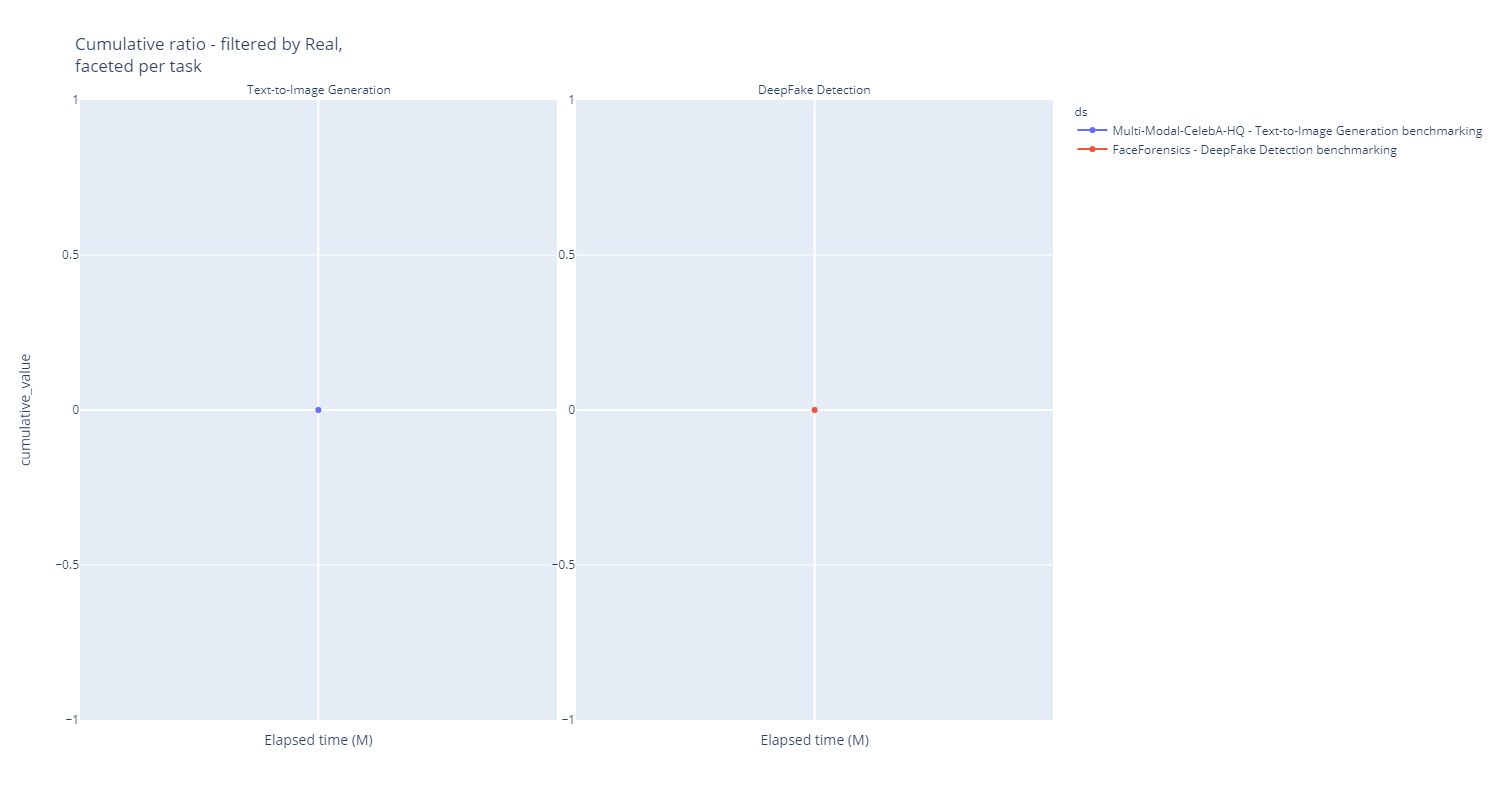 Cumulative ratio - filtered by Real,
faceted per task
Text-to-Image Generation
DeepFake Detection
ds
Multi-Modal-CelebA-HQ - Text-to-Image Generation benchmarking
FaceForensics - DeepFake Detection benchmarking
1
0.5
0
−0.5
−1
1
0.5
0
−0.5
−1
cumulative_value
Elapsed time (M)
Elapsed time (M)